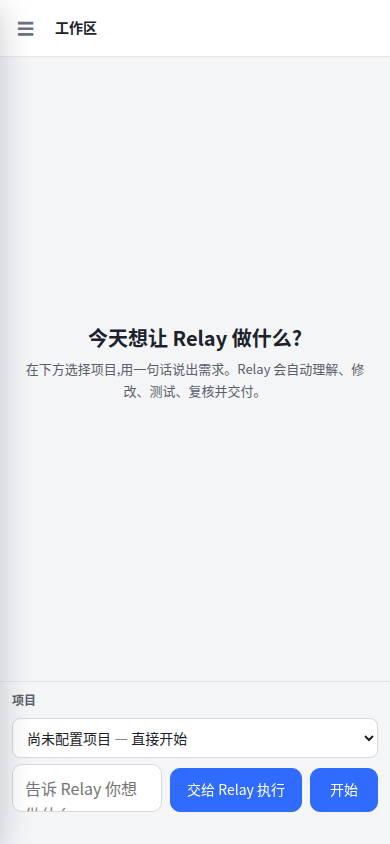 工作区
今天想让 Relay 做什么?
在下方选择项目,用一句话说出需求。Relay 会自动理解、修
改、测试、复核并交付。
项目
尚未配置项目 — 直接开始
告诉 Relay 你想
交给 Relay 执行
开始